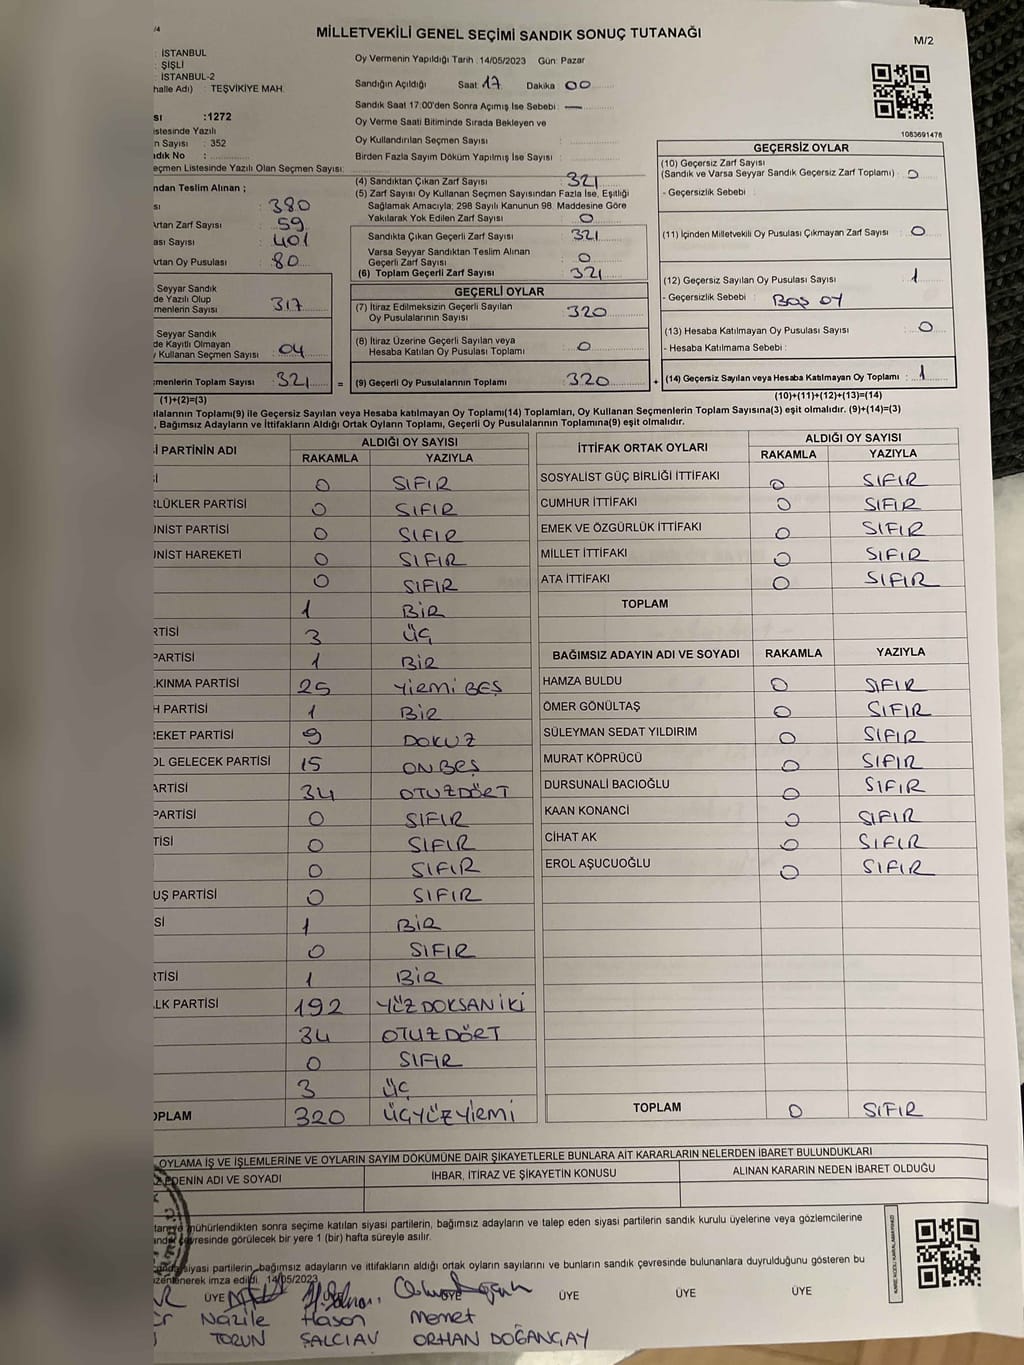 /4
MİLLETVEKİLİ GENEL SEÇİMİ SANDIK SONUÇ TUTANAĞI
M/2
: İSTANBUL
: ŞİŞLİ
: İSTANBUL-2
halle Adı) : TEŞVİKİYE MAH.
Oy Vermenin Yapıldığı Tarih : 14/05/2023 Gün: Pazar
Sandığın Açıldığı Saat 17 Dakika 00
Sandık Saat 17:00'den Sonra Açımış İse Sebebi : —
Oy Verme Saati Bitiminde Sırada Bekleyen ve
Oy Kullandırılan Seçmen Sayısı :
Birden Fazla Sayım Döküm Yapılmış İse Sayısı :
1083691476
sı :1272
istesinde Yazılı
n Sayısı : 352
ıdık No :
eçmen Listesinde Yazılı Olan Seçmen Sayısı:
ından Teslim Alınan ;
sı : 380
Artan Zarf Sayısı : 59
ası Sayısı : 401
Artan Oy Pusulası : 80
Seyyar Sandık
de Yazılı Olup
menlerin Sayısı : 317
Seyyar Sandık
de Kayıtlı Olmayan
y Kullanan Seçmen Sayısı : 04
çmenlerin Toplam Sayısı : 321
(1)+(2)=(3)
(4) Sandıktan Çıkan Zarf Sayısı : 321
(5) Zarf Sayısı Oy Kullanan Seçmen Sayısından Fazla İse, Eşitliği
Sağlamak Amacıyla; 298 Sayılı Kanunun 98. Maddesine Göre
Yakılarak Yok Edilen Zarf Sayısı : 0
Sandıkta Çıkan Geçerli Zarf Sayısı : 321
Varsa Seyyar Sandıktan Teslim Alınan
Geçerli Zarf Sayısı : 0
(6) Toplam Geçerli Zarf Sayısı : 321
GEÇERLİ OYLAR
(7) İtiraz Edilmeksizin Geçerli Sayılan
Oy Pusulalarının Sayısı : 320
(8) İtiraz Üzerine Geçerli Sayılan veya
Hesaba Katılan Oy Pusulası Toplamı : 0
= (9) Geçerli Oy Pusulalarının Toplamı : 320
GEÇERSİZ OYLAR
(10) Geçersiz Zarf Sayısı
(Sandık ve Varsa Seyyar Sandık Geçersiz Zarf Toplamı) : 0
- Geçersizlik Sebebi :
(11) İçinden Milletvekili Oy Pusulası Çıkmayan Zarf Sayısı : 0
(12) Geçersiz Sayılan Oy Pusulası Sayısı : 1
- Geçersizlik Sebebi : BOŞ OY
(13) Hesaba Katılmayan Oy Pusulası Sayısı : 0
- Hesaba Katılmama Sebebi :
+ (14) Geçersiz Sayılan veya Hesaba Katılmayan Oy Toplamı : 1
(10)+(11)+(12)+(13)=(14)
ılalarının Toplamı(9) ile Geçersiz Sayılan veya Hesaba katılmayan Oy Toplamı(14) Toplamları, Oy Kullanan Seçmenlerin Toplam Sayısına(3) eşit olmalıdır. (9)+(14)=(3)
, Bağımsız Adayların ve İttifakların Aldığı Ortak Oyların Toplamı, Geçerli Oy Pusulalarının Toplamına(9) eşit olmalıdır.
İ PARTİNİN ADI ALDIĞI OY SAYISI
RAKAMLA YAZIYLA
Sİ 0 SIFIR
RLÜKLER PARTİSİ 0 SIFIR
ÜNİST PARTİSİ 0 SIFIR
ÜNİST HAREKETİ 0 SIFIR
0 SIFIR
1 BİR
RTİSİ 3 ÜÇ
PARTİSİ 1 BİR
LKINMA PARTİSİ 25 YİRMİ BEŞ
H PARTİSİ 1 BİR
REKET PARTİSİ 9 DOKUZ
OL GELECEK PARTİSİ 15 ONBEŞ
ARTİSİ 34 OTUZDÖRT
PARTİSİ 0 SIFIR
TİSİ 0 SIFIR
0 SIFIR
UŞ PARTİSİ 0 SIFIR
Sİ 1 BİR
0 SIFIR
RTİSİ 1 BİR
LK PARTİSİ 192 YÜZDOKSANİKİ
34 OTUZDÖRT
0 SIFIR
3 ÜÇ
OPLAM 320 ÜÇYÜZYİRMİ
İTTİFAK ORTAK OYLARI ALDIĞI OY SAYISI
RAKAMLA YAZIYLA
SOSYALİST GÜÇ BİRLİĞİ İTTİFAKI 0 SIFIR
CUMHUR İTTİFAKI 0 SIFIR
EMEK VE ÖZGÜRLÜK İTTİFAKI 0 SIFIR
MİLLET İTTİFAKI 0 SIFIR
ATA İTTİFAKI 0 SIFIR
TOPLAM
BAĞIMSIZ ADAYIN ADI VE SOYADI RAKAMLA YAZIYLA
HAMZA BULDU 0 SIFIR
ÖMER GÖNÜLTAŞ 0 SIFIR
SÜLEYMAN SEDAT YILDIRIM 0 SIFIR
MURAT KÖPRÜCÜ 0 SIFIR
DURSUNALİ BACIOĞLU 0 SIFIR
KAAN KONANCİ 0 SIFIR
CİHAT AK 0 SIFIR
EROL AŞUCUOĞLU 0 SIFIR
TOPLAM 0 SIFIR
OYLAMA İŞ VE İŞLEMLERİNE VE OYLARIN SAYIM DÖKÜMÜNE DAİR ŞİKAYETLERLE BUNLARA AİT KARARLARIN NELERDEN İBARET BULUNDUKLARI
EDENİN ADI VE SOYADI İHBAR, İTİRAZ VE ŞİKAYETİN KONUSU ALINAN KARARIN NEDEN İBARET OLDUĞU
mühürlendikten sonra seçime katılan siyasi partilerin, bağımsız adayların ve talep eden siyasi partilerin sandık kurulu üyelerine veya gözlemcilerine
çevresinde görülecek bir yere 1 (bir) hafta süreyle asılır.
siyasi partilerin, bağımsız adayların ve ittifakların aldığı ortak oyların sayılarını ve bunların sandık çevresinde bulunanlara duyrulduğunu gösteren bu
zenlenerek imza edildi. 14/05/2023
ÜYE ÜYE ÜYE ÜYE ÜYE ÜYE
Nazile Hasan Memet
TORUN SALCIAV ORHAN DOĞANÇAY